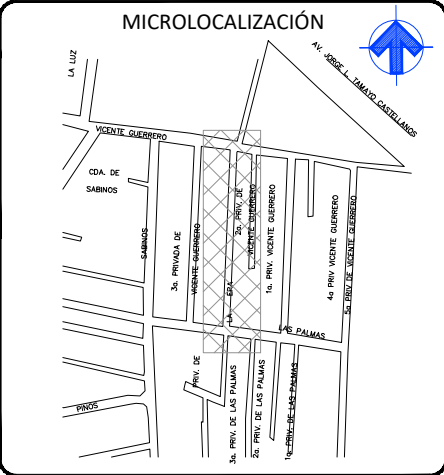 MICROLOCALIZACIÓN
LA LUZ
AV. JORGE L. TAMAYO CASTELLANOS
VICENTE GUERRERO
CDA. DE
SABINOS
SABINOS
3a. PRIVADA DE
VICENTE GUERRERO
2a. PRIV. DE
VICENTE GUERRERO
1a. PRIV. VICENTE GUERRERO
4a PRIV VICENTE GUERRERO
5a PRIV DE VICENTE GUERRERO
LA ERA
LAS PALMAS
PRIV. DE
3a. PRIV. DE LAS PALMAS
2a. PRIV. DE LAS PALMAS
1a. PRIV. DE LAS PALMAS
PINOS